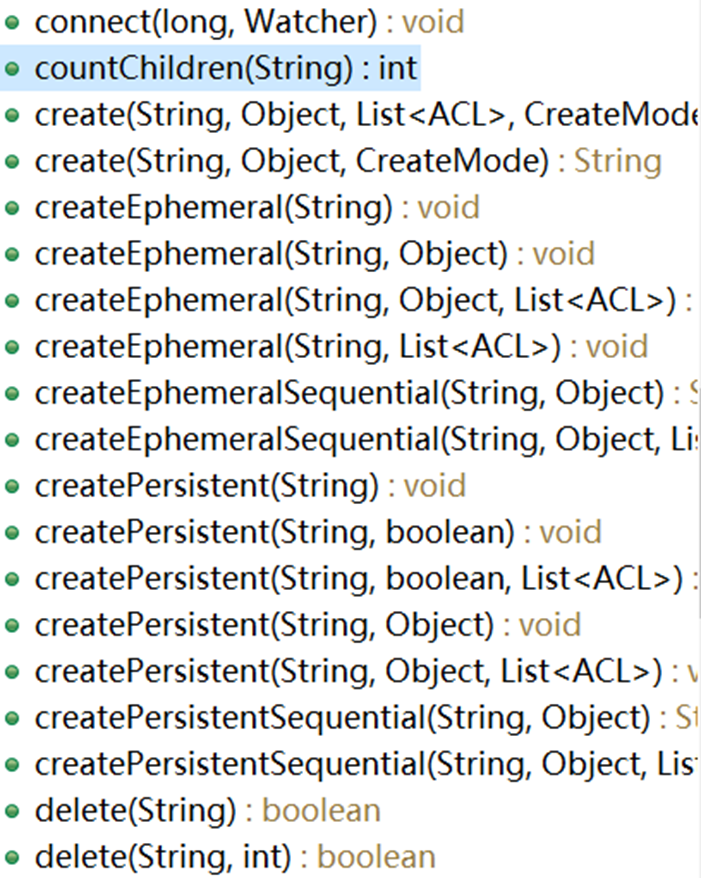 connect(long, Watcher) : void
countChildren(String) : int
create(String, Object, List<ACL>, CreateMode
create(String, Object, CreateMode) : String
createEphemeral(String) : void
createEphemeral(String, Object) : void
createEphemeral(String, Object, List<ACL>) :
createEphemeral(String, List<ACL>) : void
createEphemeralSequential(String, Object) : S
createEphemeralSequential(String, Object, Lis
createPersistent(String) : void
createPersistent(String, boolean) : void
createPersistent(String, boolean, List<ACL>) :
createPersistent(String, Object) : void
createPersistent(String, Object, List<ACL>) : v
createPersistentSequential(String, Object) : St
createPersistentSequential(String, Object, List
delete(String) : boolean
delete(String, int) : boolean